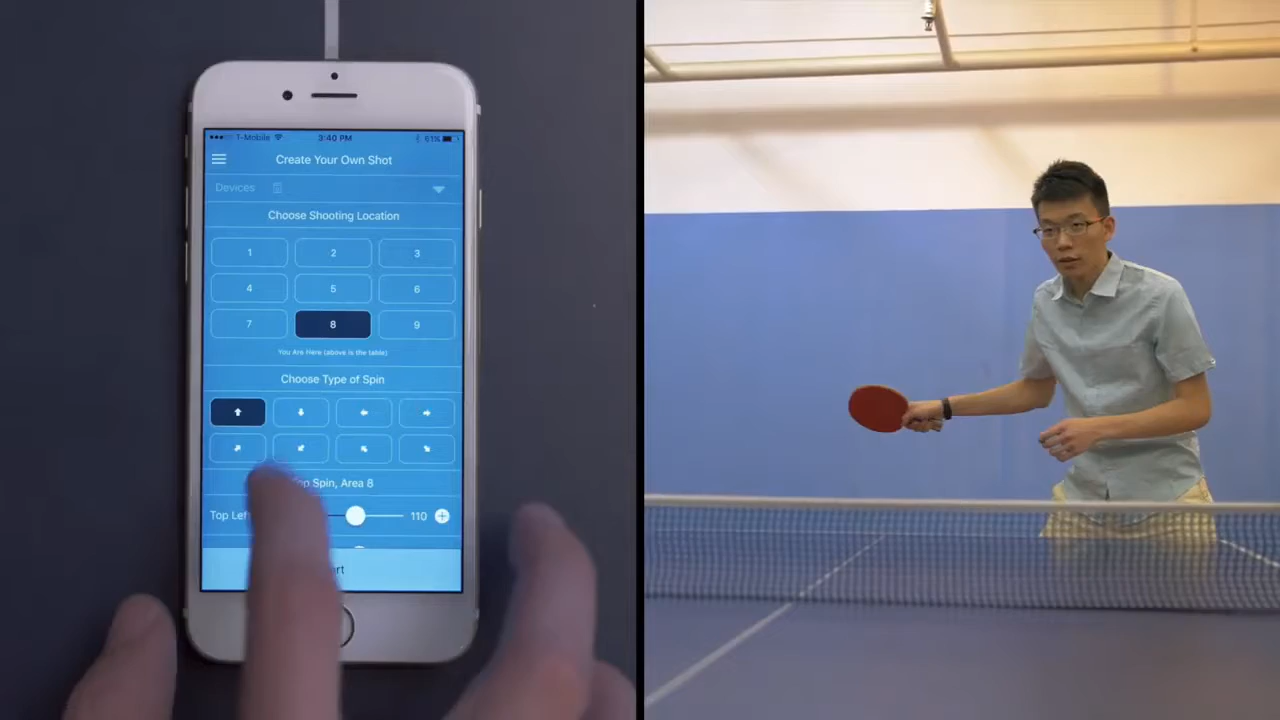 T-Mobile 3:40 PM 61%
Create Your Own Shot
Devices
Choose Shooting Location
1 2 3
4 5 6
7 8 9
You Are Here (above is the table)
Choose Type of Spin
Spin, Area 8
Top 110